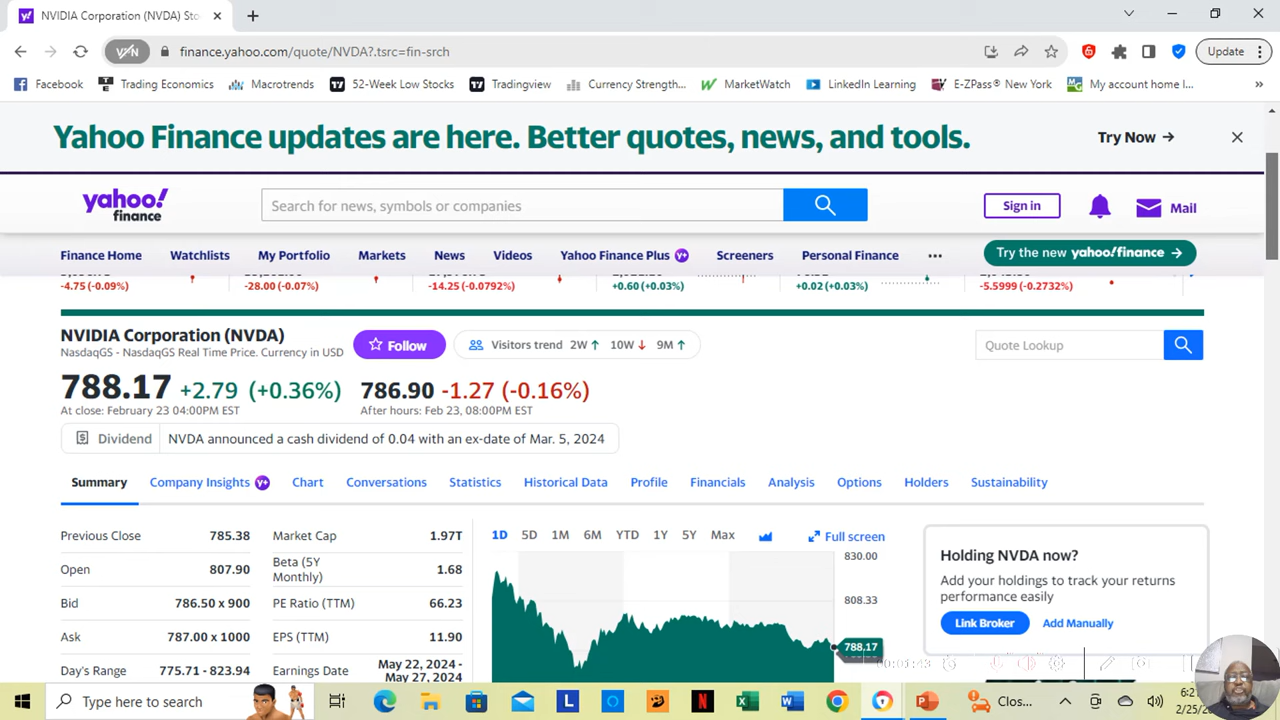 NVIDIA Corporation (NVDA) Sto
finance.yahoo.com/quote/NVDA?.tsrc=fin-srch
Update
Facebook Trading Economics Macrotrends 52-Week Low Stocks Tradingview Currency Strength... MarketWatch LinkedIn Learning E-ZPass® New York My account home I... »
Yahoo Finance updates are here. Better quotes, news, and tools. Try Now →
yahoo!
finance
Search for news, symbols or companies
Sign in Mail
Finance Home Watchlists My Portfolio Markets News Videos Yahoo Finance Plus Y+ Screeners Personal Finance ... Try the new yahoo!finance →
-4.75 (-0.09%) -28.00 (-0.07%) -14.25 (-0.0792%) +0.60 (+0.03%) +0.02 (+0.03%) -5.5999 (-0.2732%)
NVIDIA Corporation (NVDA)
NasdaqGS - NasdaqGS Real Time Price. Currency in USD
Follow
Visitors trend 2W ↑ 10W ↓ 9M ↑
Quote Lookup
788.17 +2.79 (+0.36%) 786.90 -1.27 (-0.16%)
At close: February 23 04:00PM EST After hours: Feb 23, 08:00PM EST
Dividend NVDA announced a cash dividend of 0.04 with an ex-date of Mar. 5, 2024
Summary Company Insights Y+ Chart Conversations Statistics Historical Data Profile Financials Analysis Options Holders Sustainability
Previous Close 785.38
Open 807.90
Bid 786.50 x 900
Ask 787.00 x 1000
Day's Range 775.71 - 823.94
Market Cap 1.97T
Beta (5Y
Monthly) 1.68
PE Ratio (TTM) 66.23
EPS (TTM) 11.90
Earnings Date May 22, 2024 -
May 27, 2024
1D 5D 1M 6M YTD 1Y 5Y Max Full screen
830.00
808.33
788.17
Holding NVDA now?
Add your holdings to track your returns
performance easily
Link Broker Add Manually
Type here to search
Clos...
6:2
2/25/2